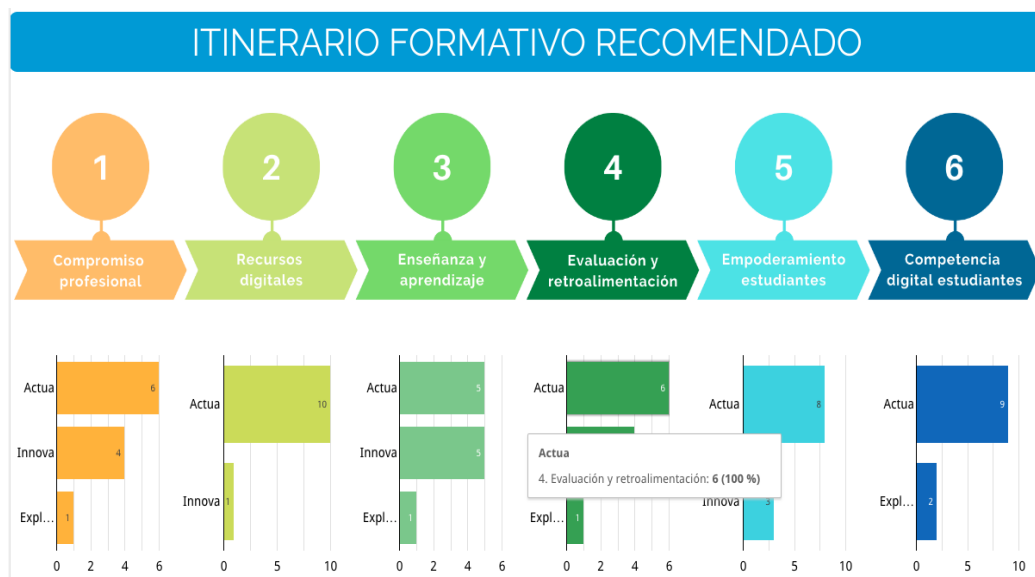 ITINERARIO FORMATIVO RECOMENDADO
1
2
3
4
5
6
Compromiso
profesional
Recursos
digitales
Enseñanza y
aprendizaje
Evaluación y
retroalimentación
Empoderamiento
estudiantes
Competencia
digital estudiantes
Actua
6
Innova
4
Expl...
1
0 2 4 6
Actua
10
Innova
1
0 5 10
Actua
5
Innova
5
Expl...
1
0 2 4 6
Actua
6
Actua
4. Evaluación y retroalimentación: 6 (100 %)
Expl...
1
0 2 4 6
Actua
8
Innova
3
0 5 10
Actua
9
Expl...
2
0 5 10